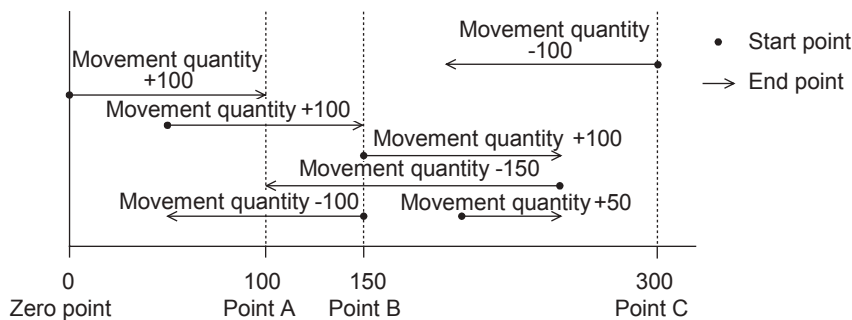 Movement quantity
+100
Movement quantity
-100
Start point
End point
Movement quantity +100
Movement quantity +100
Movement quantity -150
Movement quantity -100
Movement quantity +50
0
100
150
300
Zero point
Point A
Point B
Point C